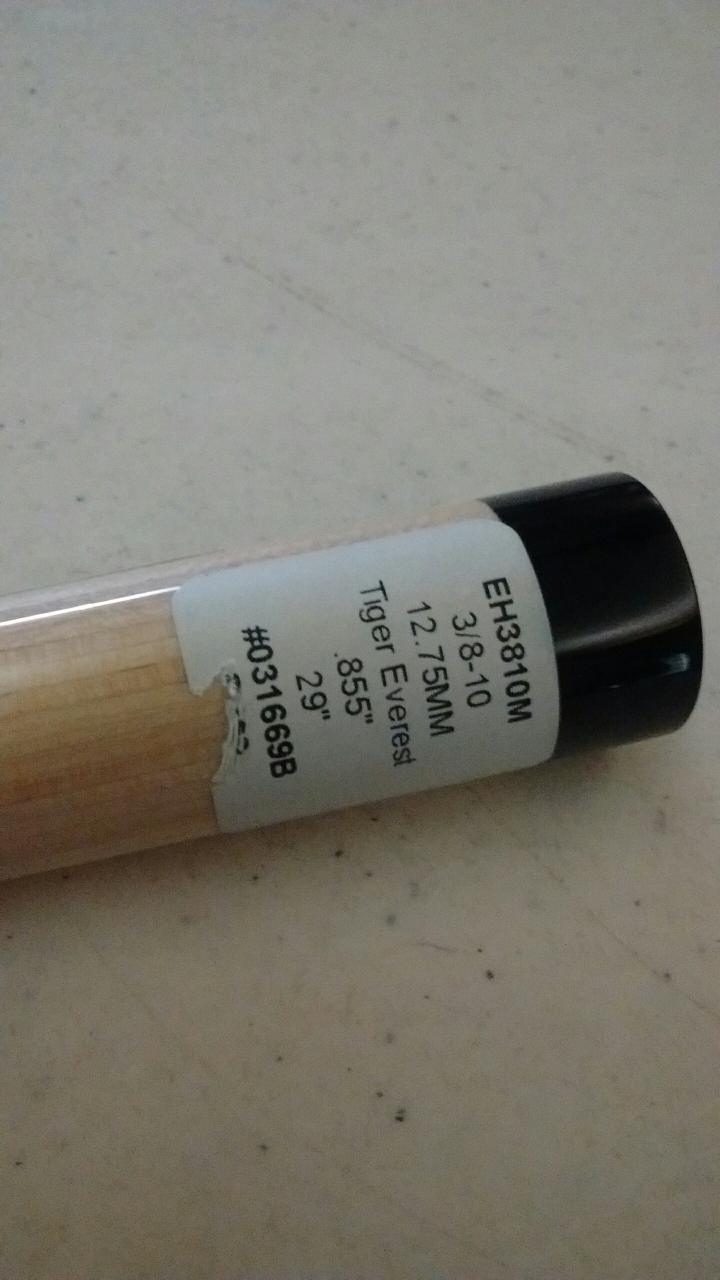 EH3810M
3/8-10
12.75MM
Tiger Everest
.855"
29"
#031669B